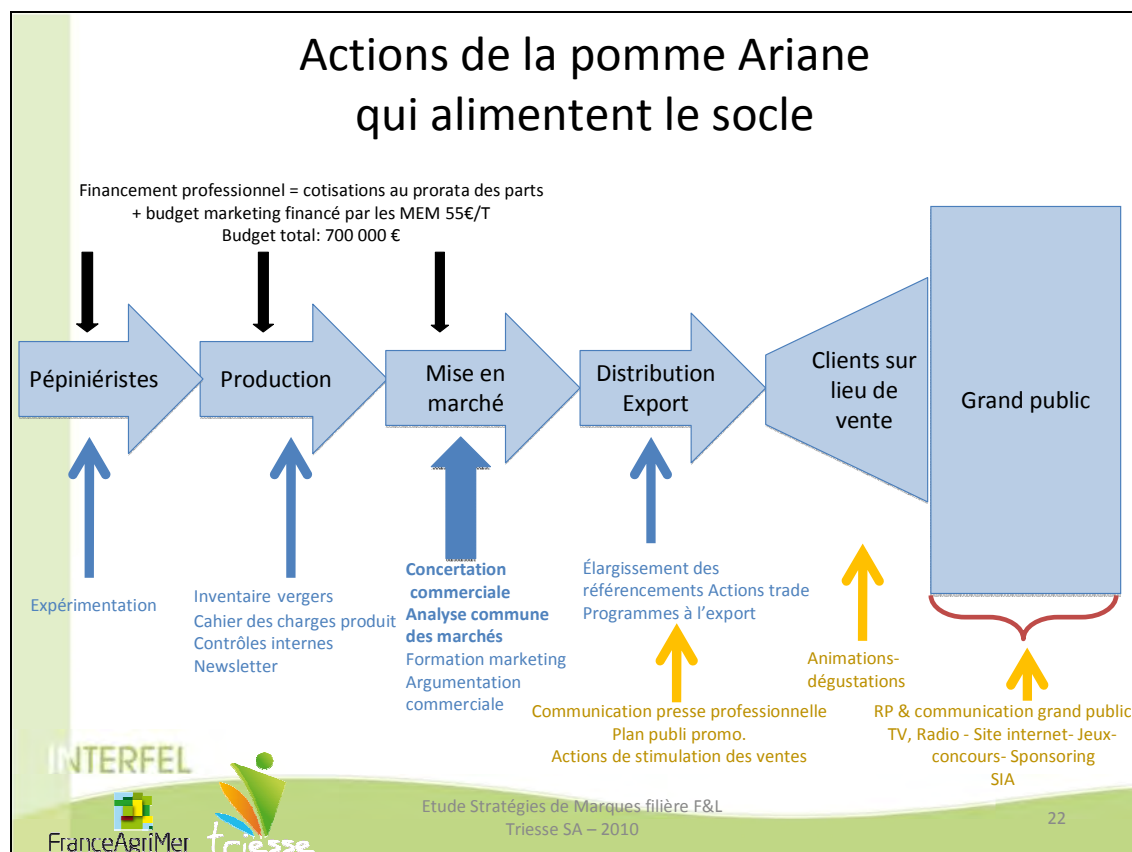 Actions de la pomme Ariane
qui alimentent le socle
Financement professionnel = cotisations au prorata des parts
+ budget marketing financé par les MEM 55€/T
Budget total: 700 000 €
Pépiniéristes
Production
Mise en
marché
Distribution
Export
Clients sur
lieu de
vente
Grand public
Expérimentation
Inventaire vergers
Cahier des charges produit
Contrôles internes
Newsletter
Concertation
commerciale
Analyse commune
des marchés
Formation marketing
Argumentation
commerciale
Élargissement des
référencements Actions trade
Programmes à l'export
Communication presse professionnelle
Plan publi promo.
Actions de stimulation des ventes
Animations-
dégustations
RP & communication grand public
TV, Radio - Site internet- Jeux-
concours- Sponsoring
SIA
INTERFEL
FranceAgriMer
triesse
Etude Stratégies de Marques filière F&L
Triesse SA – 2010
22